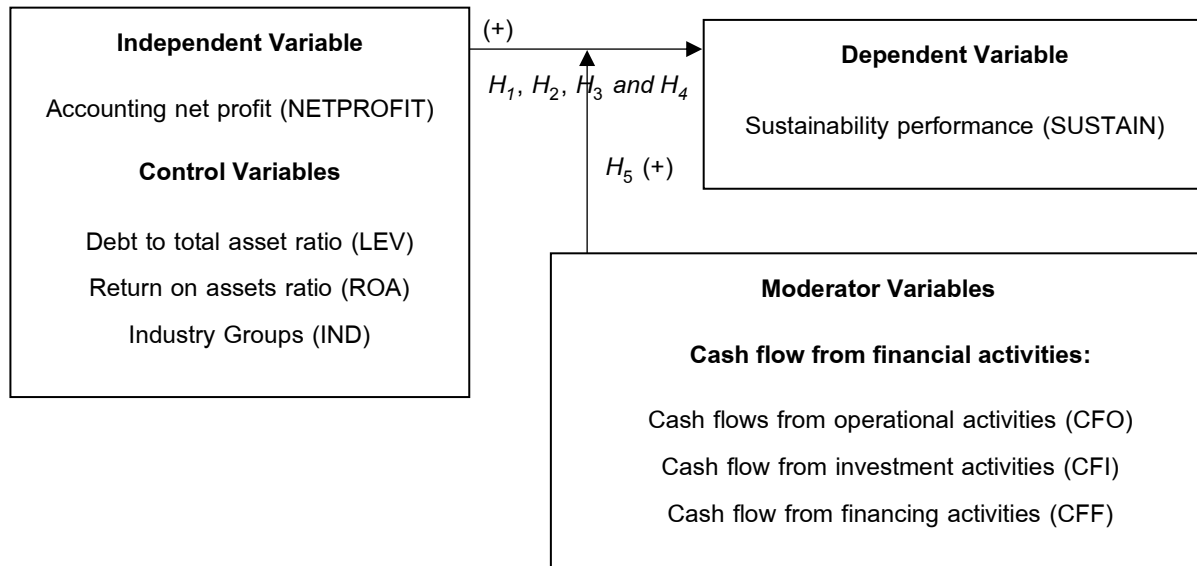 Independent Variable
Accounting net profit (NETPROFIT)
Control Variables
Debt to total asset ratio (LEV)
Return on assets ratio (ROA)
Industry Groups (IND)
(+)
H1, H2, H3 and H4
H5 (+)
Dependent Variable
Sustainability performance (SUSTAIN)
Moderator Variables
Cash flow from financial activities:
Cash flows from operational activities (CFO)
Cash flow from investment activities (CFI)
Cash flow from financing activities (CFF)